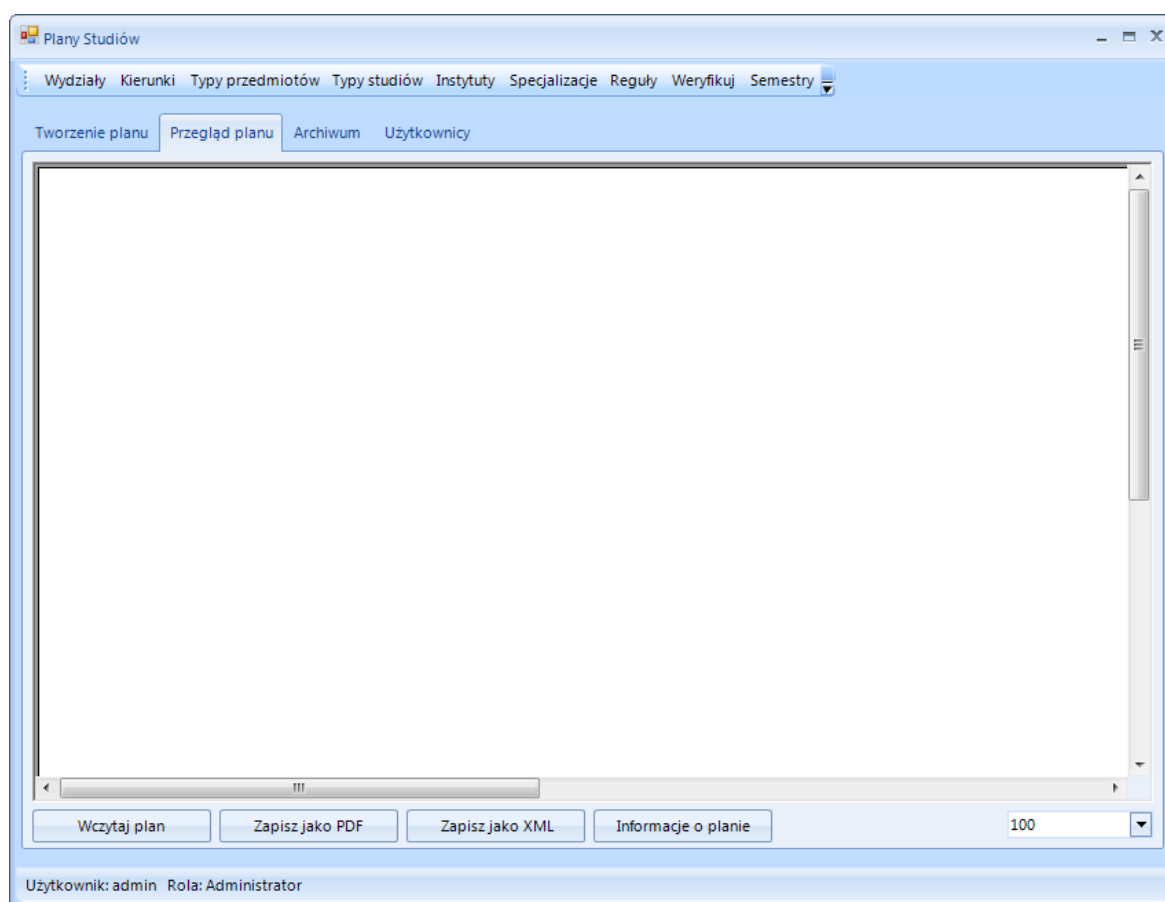 Plany Studiów
Wydziały Kierunki Typy przedmiotów Typy studiów Instytuty Specjalizacje Reguły Weryfikuj Semestry
Tworzenie planu Przegląd planu Archiwum Użytkownicy
Wczytaj plan Zapisz jako PDF Zapisz jako XML Informacje o planie 100
Użytkownik: admin Rola: Administrator